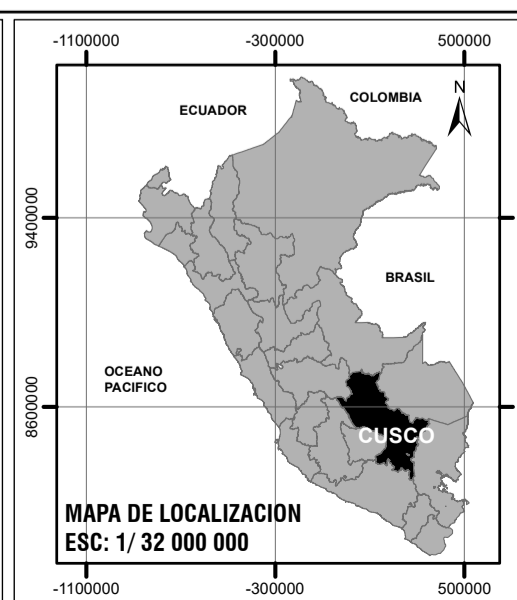 -1100000 -300000 500000
N
COLOMBIA
ECUADOR
9400000
BRASIL
OCEANO
PACIFICO
8600000
CUSCO
MAPA DE LOCALIZACION
ESC: 1/ 32 000 000
-1100000 -300000 500000